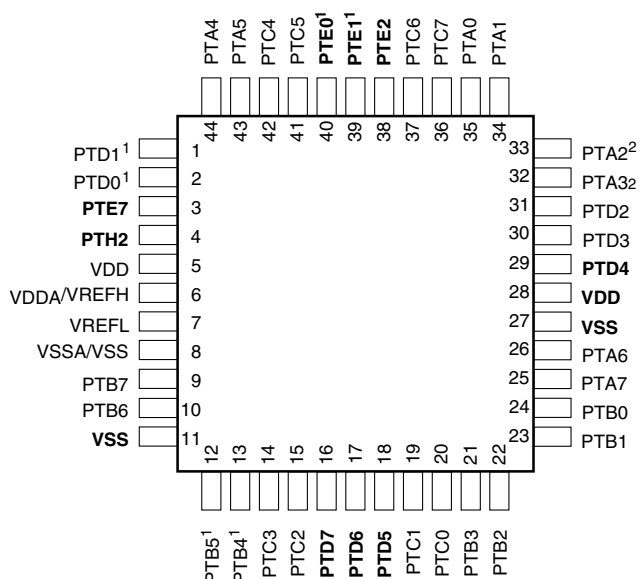 PTA4 PTA5 PTC4 PTC5 PTE0¹ PTE1¹ PTE2 PTC6 PTC7 PTA0 PTA1
44 43 42 41 40 39 38 37 36 35 34
PTD1¹ 1 33 PTA2²
PTD0¹ 2 32 PTA32
PTE7 3 31 PTD2
PTH2 4 30 PTD3
VDD 5 29 PTD4
VDDA/VREFH 6 28 VDD
VREFL 7 27 VSS
VSSA/VSS 8 26 PTA6
PTB7 9 25 PTA7
PTB6 10 24 PTB0
VSS 11 23 PTB1
12 13 14 15 16 17 18 19 20 21 22
PTB5¹ PTB4¹ PTC3 PTC2 PTD7 PTD6 PTD5 PTC1 PTC0 PTB3 PTB2